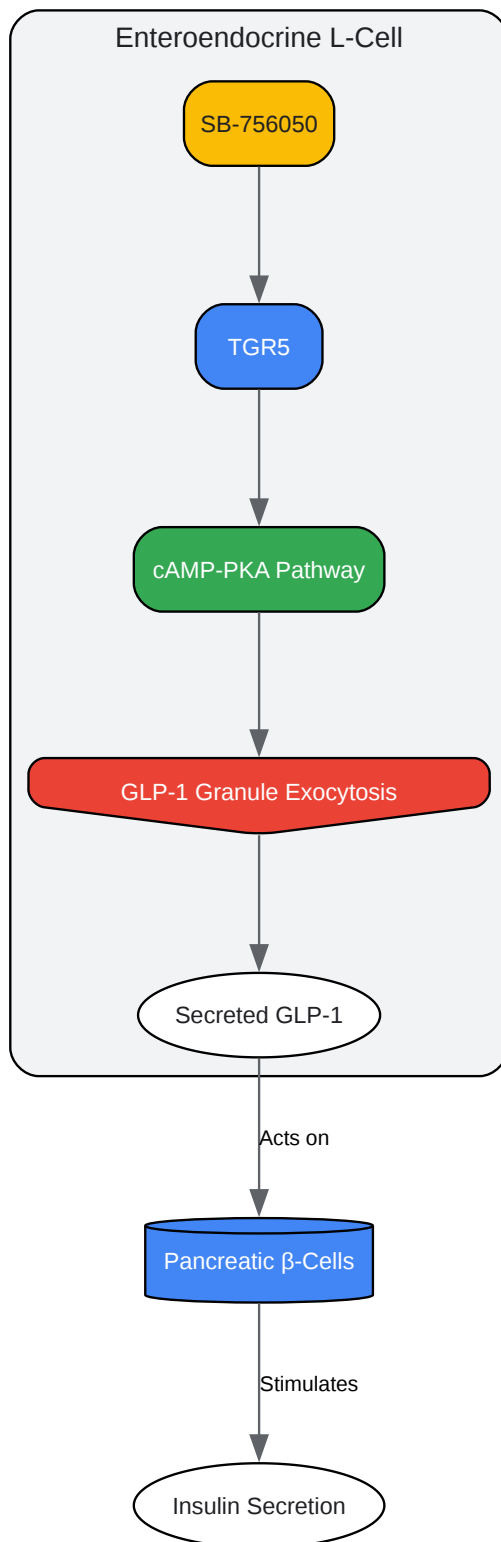 Enteroendocrine L-Cell
SB-756050
TGR5
cAMP-PKA Pathway
GLP-1 Granule Exocytosis
Secreted GLP-1
Acts on
Pancreatic β-Cells
Stimulates
Insulin Secretion